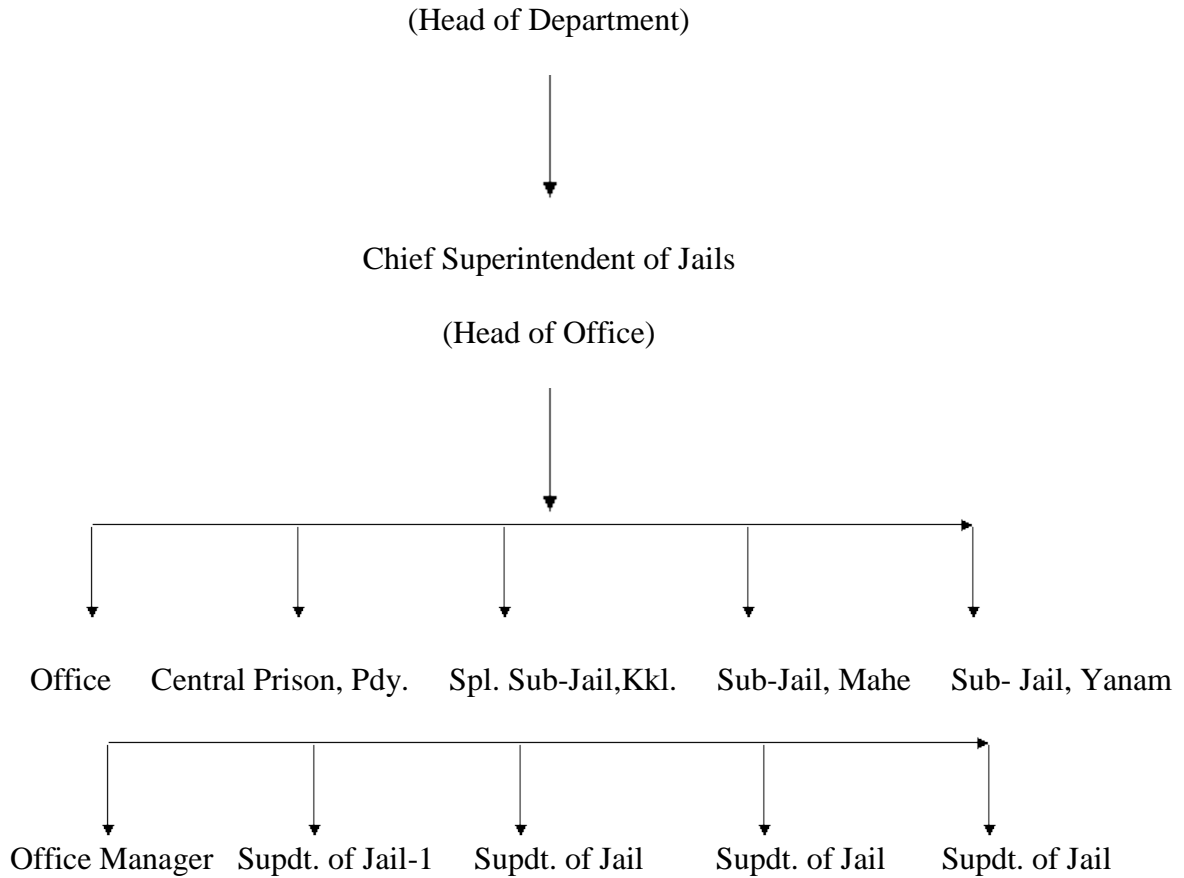 (Head of Department)
Chief Superintendent of Jails
(Head of Office)
Office Central Prison, Pdy. Spl. Sub-Jail,Kkl. Sub-Jail, Mahe Sub- Jail, Yanam
Office Manager Supdt. of Jail-1 Supdt. of Jail Supdt. of Jail Supdt. of Jail